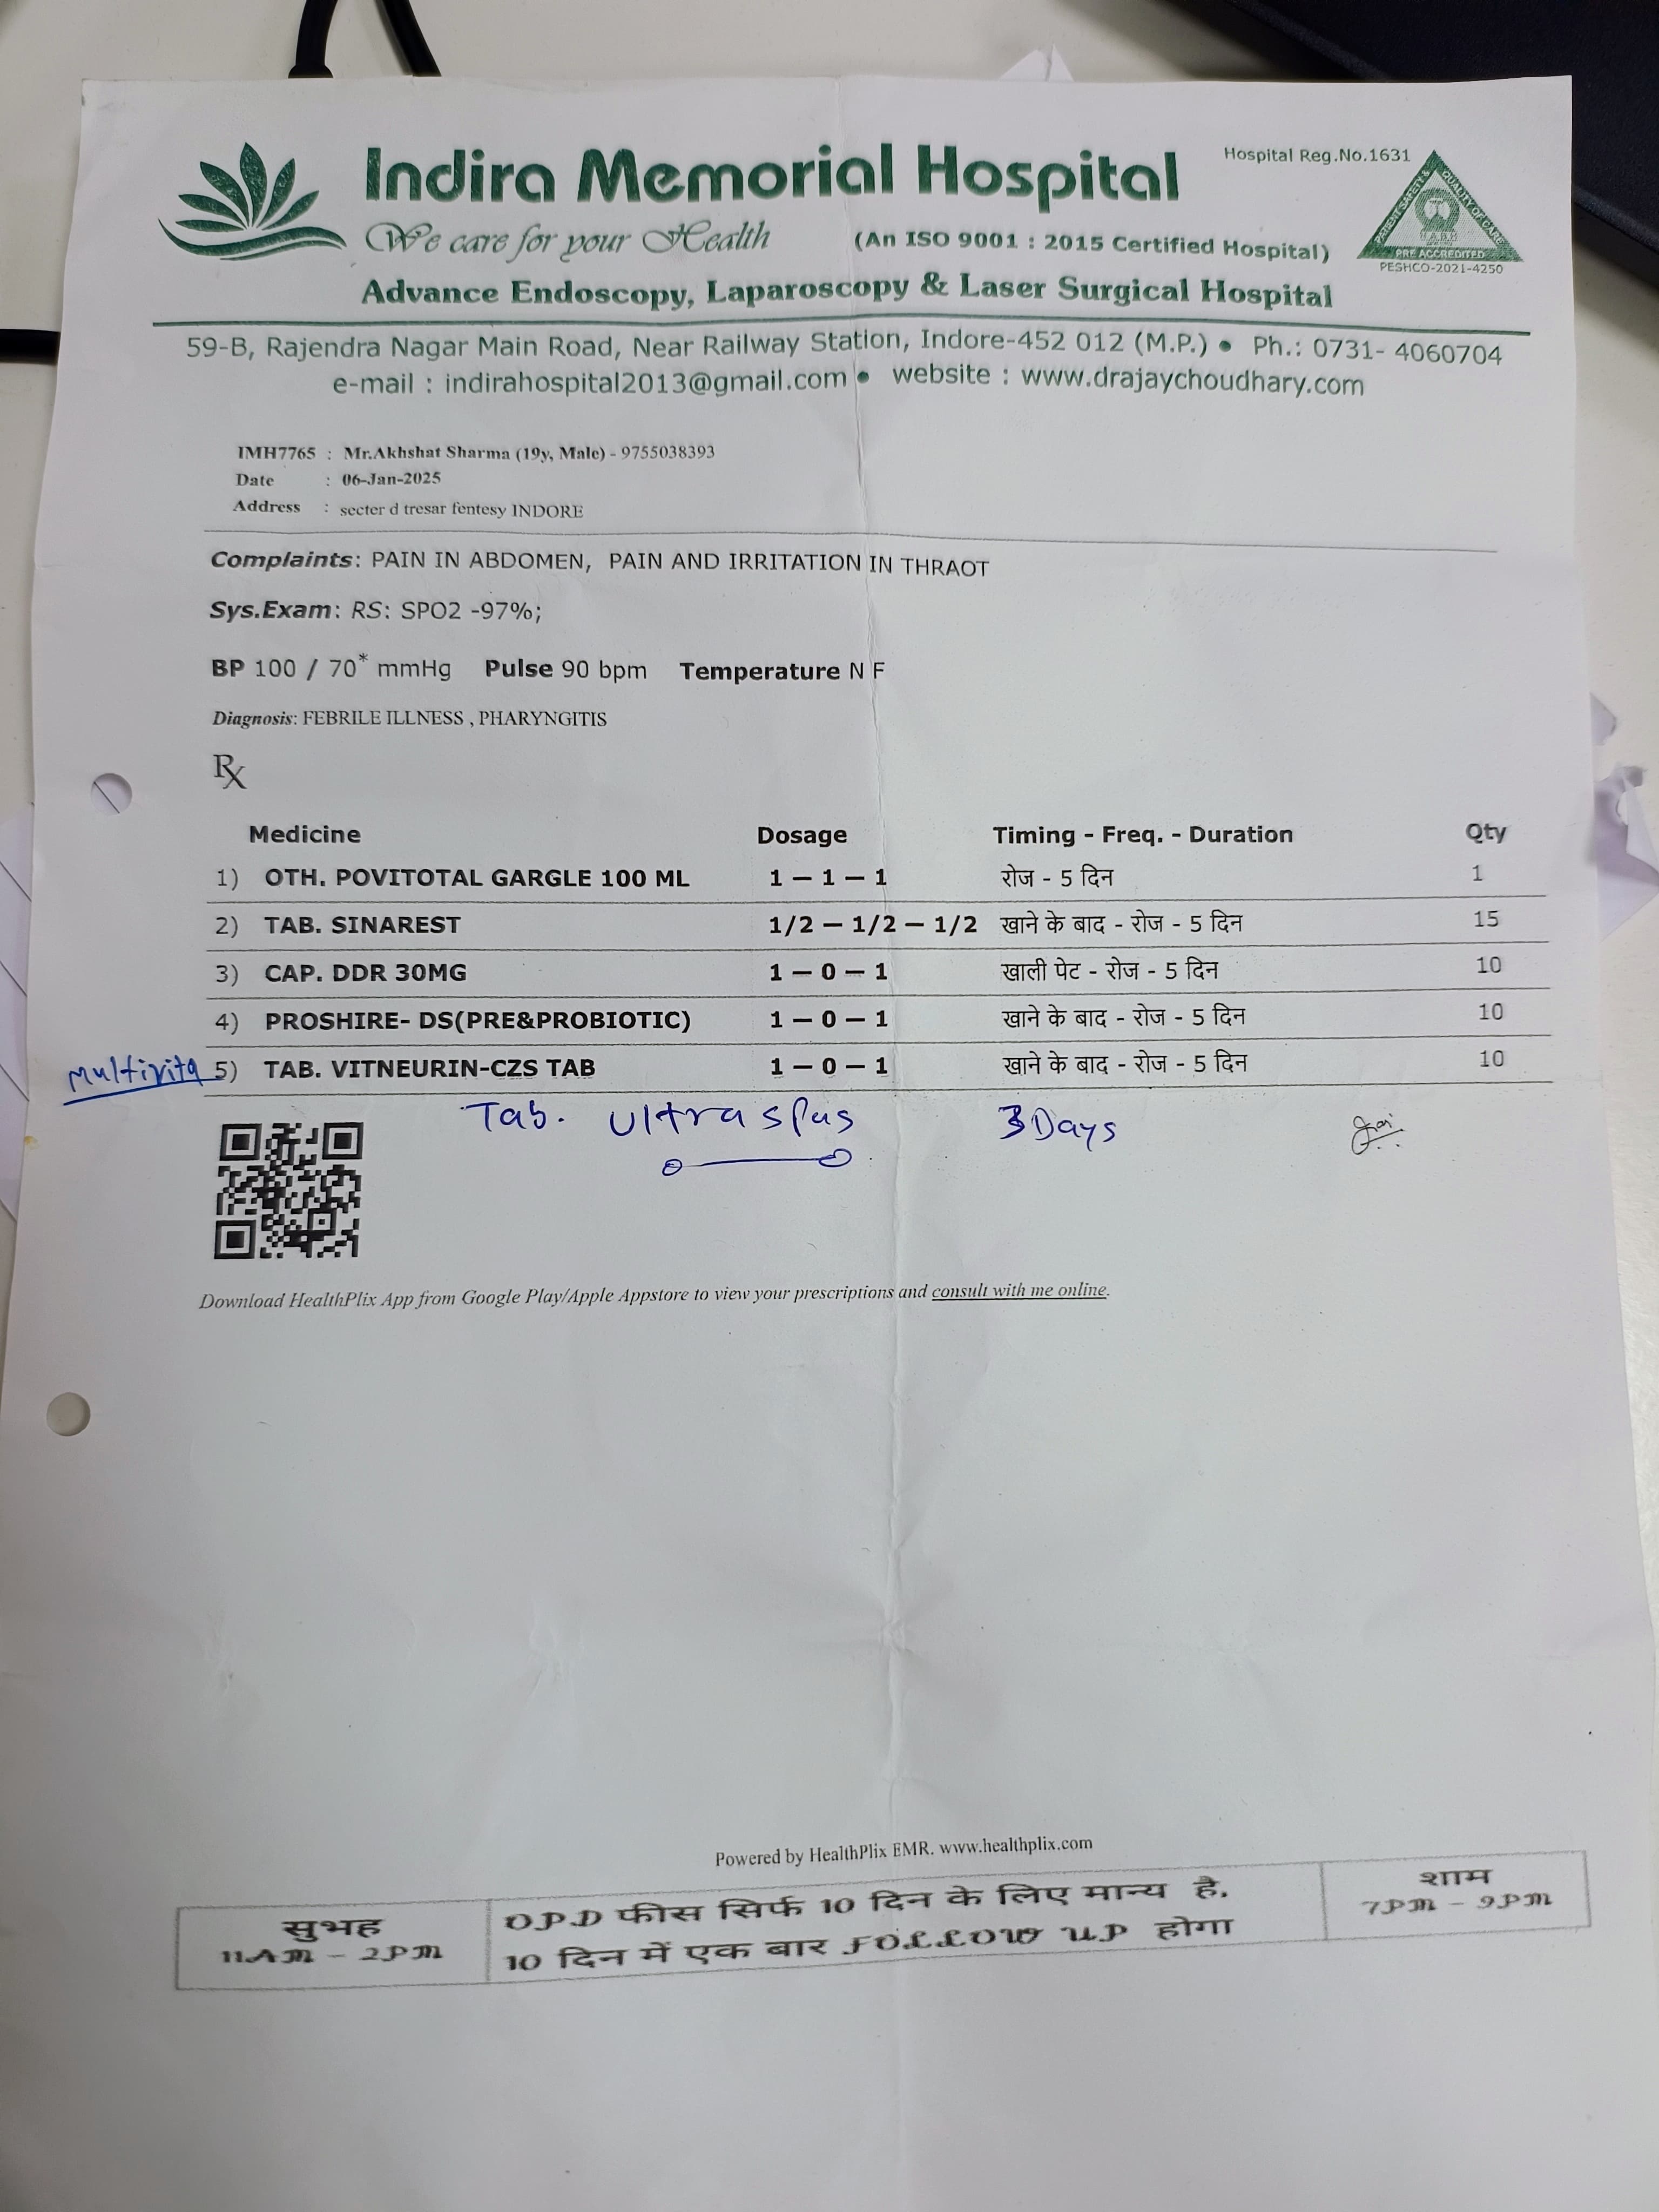 Indira Memorial Hospital
Hospital Reg.No.1631
We care for your Health
(An ISO 9001 : 2015 Certified Hospital)
PATIENT SAFETY & QUALITY OF CARE
N A B H
PRE ACCREDITED
PESHCO-2021-4250
Advance Endoscopy, Laparoscopy & Laser Surgical Hospital
59-B, Rajendra Nagar Main Road, Near Railway Station, Indore-452 012 (M.P.) • Ph.: 0731- 4060704
e-mail : indirahospital2013@gmail.com • website : www.drajaychoudhary.com
IMH7765 : Mr.Akhshat Sharma (19y, Male) - 9755038393
Date : 06-Jan-2025
Address : secter d tresar fentesy INDORE
Complaints: PAIN IN ABDOMEN, PAIN AND IRRITATION IN THRAOT
Sys.Exam: RS: SPO2 -97%;
BP 100 / 70* mmHg Pulse 90 bpm Temperature N F
Diagnosis: FEBRILE ILLNESS , PHARYNGITIS
Rx
Medicine Dosage Timing - Freq. - Duration Qty
1) OTH. POVITOTAL GARGLE 100 ML 1 – 1 – 1 रोज - 5 दिन 1
2) TAB. SINAREST 1/2 – 1/2 – 1/2 खाने के बाद - रोज - 5 दिन 15
3) CAP. DDR 30MG 1 – 0 – 1 खाली पेट - रोज - 5 दिन 10
4) PROSHIRE- DS(PRE&PROBIOTIC) 1 – 0 – 1 खाने के बाद - रोज - 5 दिन 10
Multivita 5) TAB. VITNEURIN-CZS TAB 1 – 0 – 1 खाने के बाद - रोज - 5 दिन 10
Tab. Ultraspas 3 Days
Download HealthPlix App from Google Play/Apple Appstore to view your prescriptions and consult with me online.
Powered by HealthPlix EMR. www.healthplix.com
सुभह
11AM – 2PM
OPD फीस सिर्फ 10 दिन के लिए मान्य है.
10 दिन में एक बार FOLLOW UP होगा
शाम
7PM – 9PM